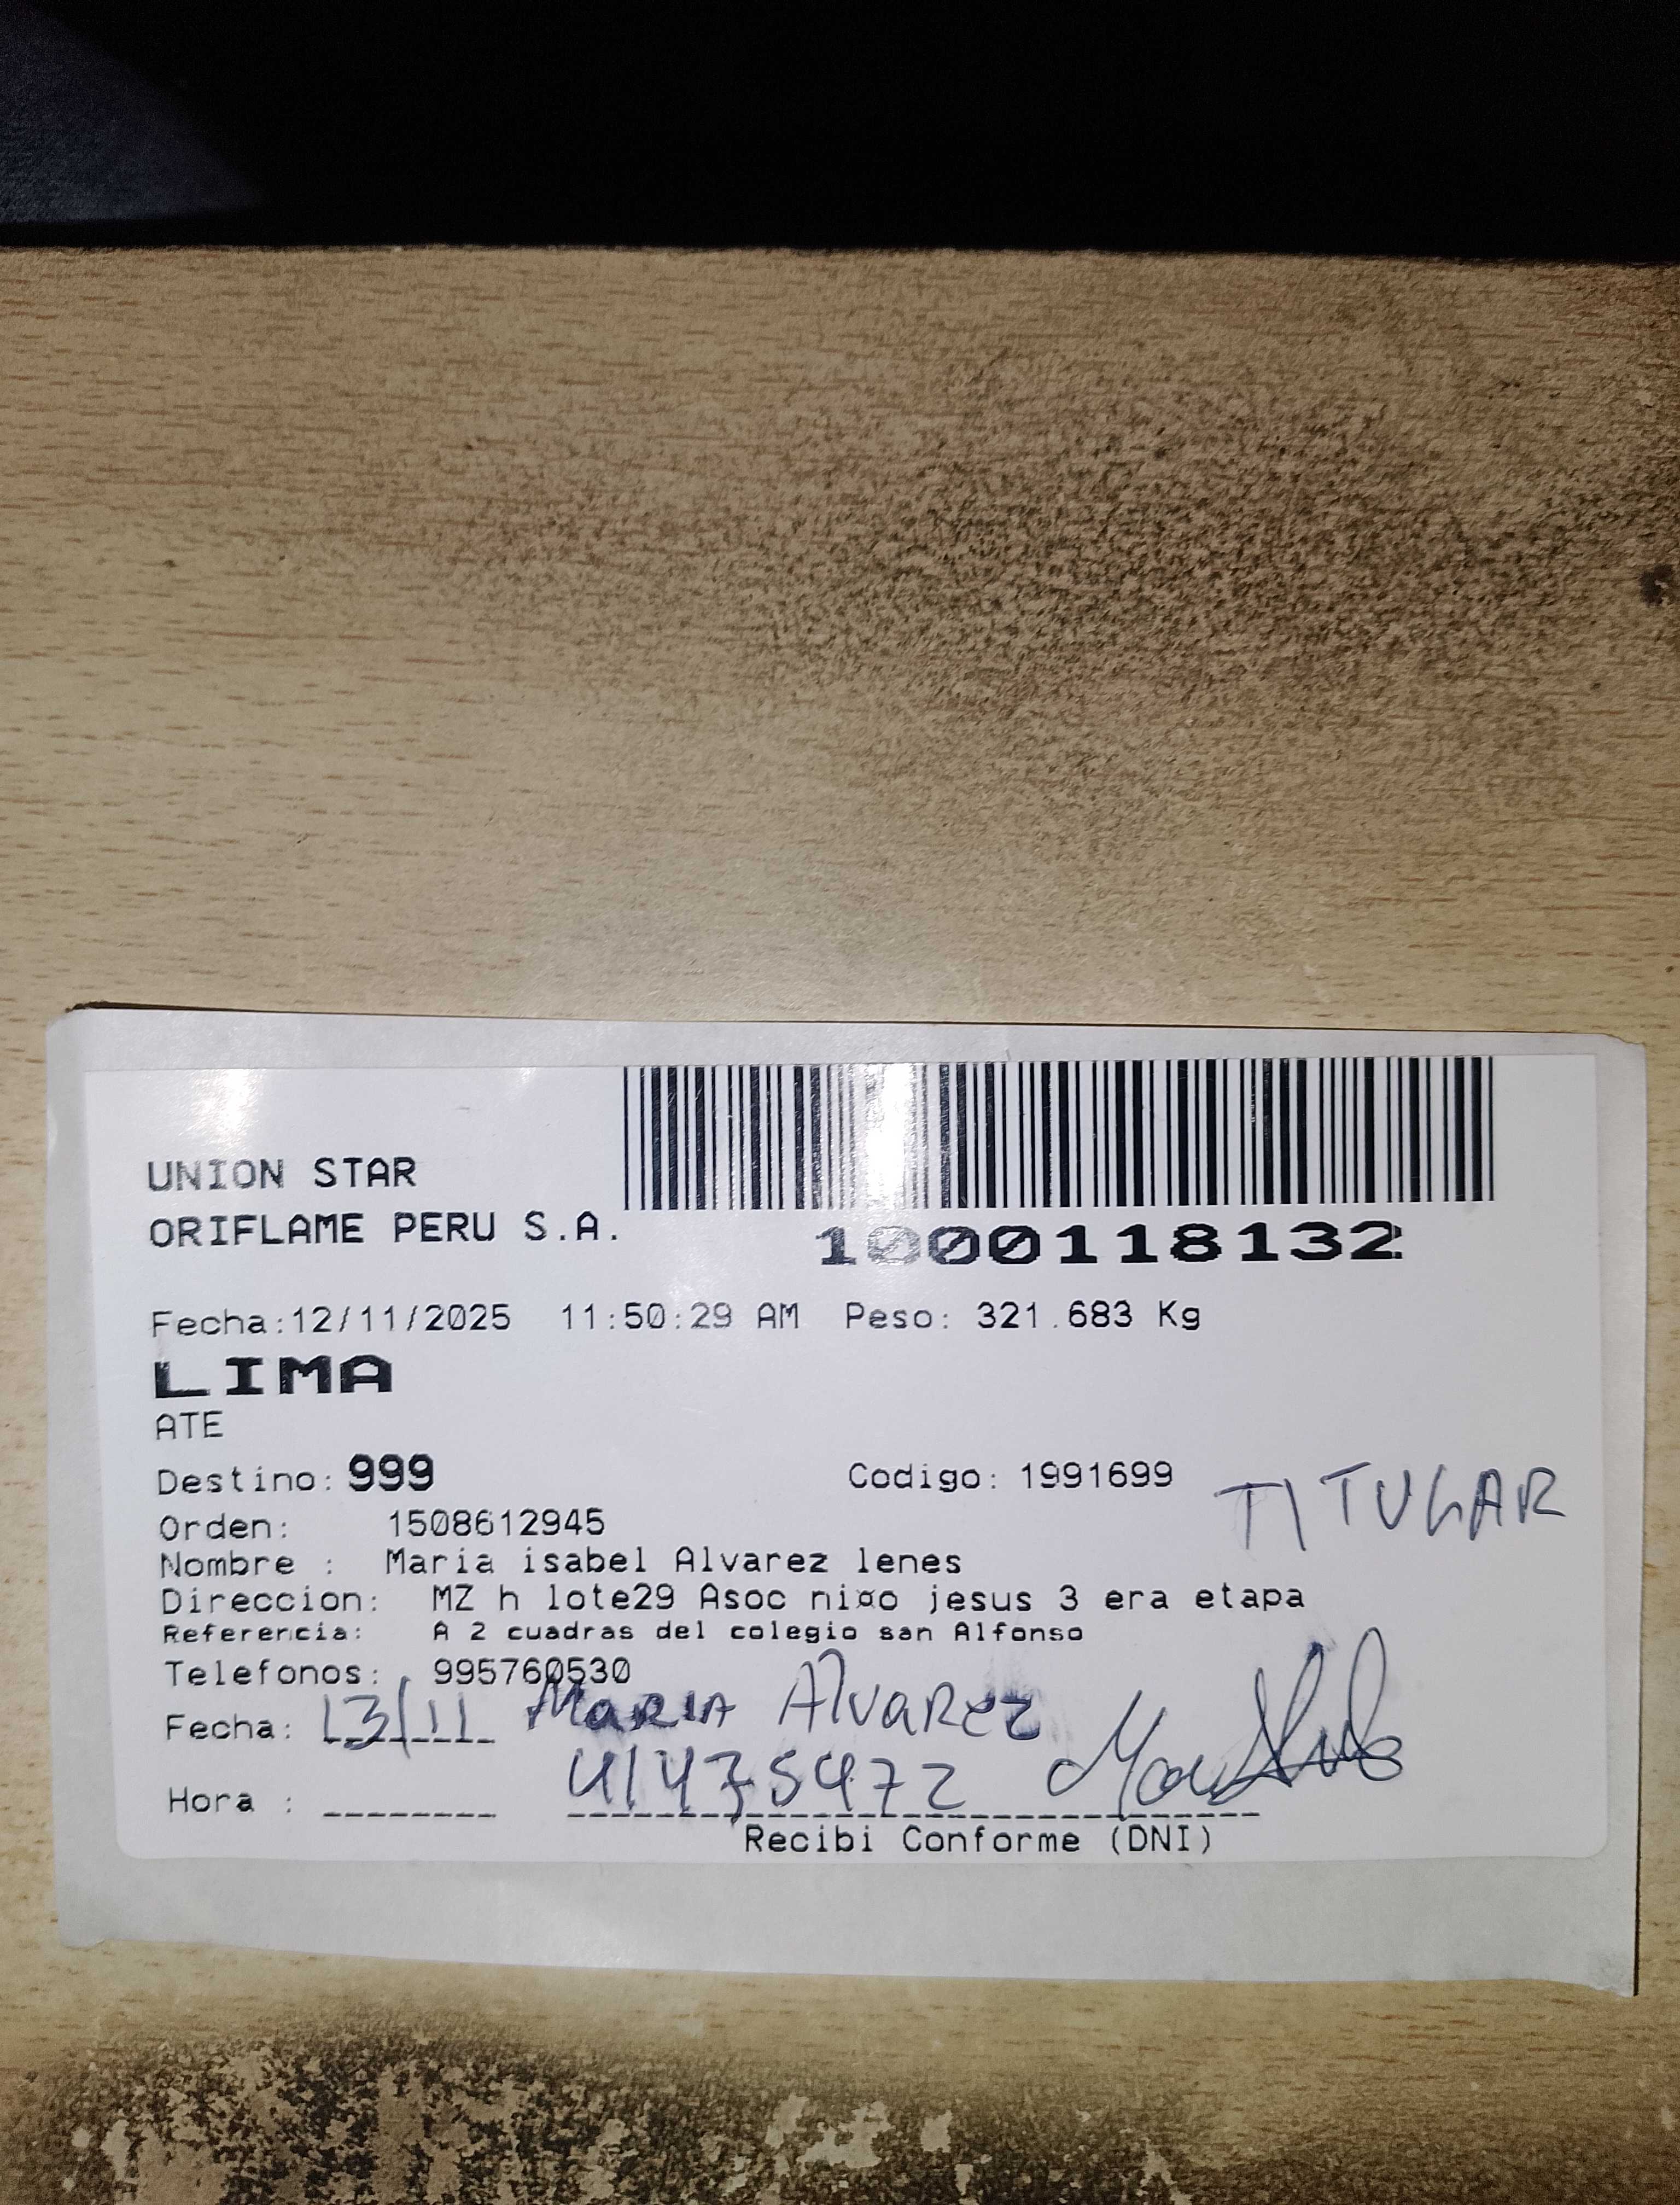 UNION STAR
ORIFLAME PERU S.A.
1000118132
Fecha:12/11/2025 11:50:29 AM Peso: 321.683 Kg
LIMA
ATE
Destino: 999 Codigo: 1991699 TITULAR
Orden: 1508612945
Nombre : Maria isabel Alvarez lenes
Direccion: MZ h lote29 Asoc niño jesus 3 era etapa
Referencia: A 2 cuadras del colegio san Alfonso
Telefonos: 995760530
Fecha: 13/11 MARIA Alvarez
Hora : 41475472
Recibi Conforme (DNI)